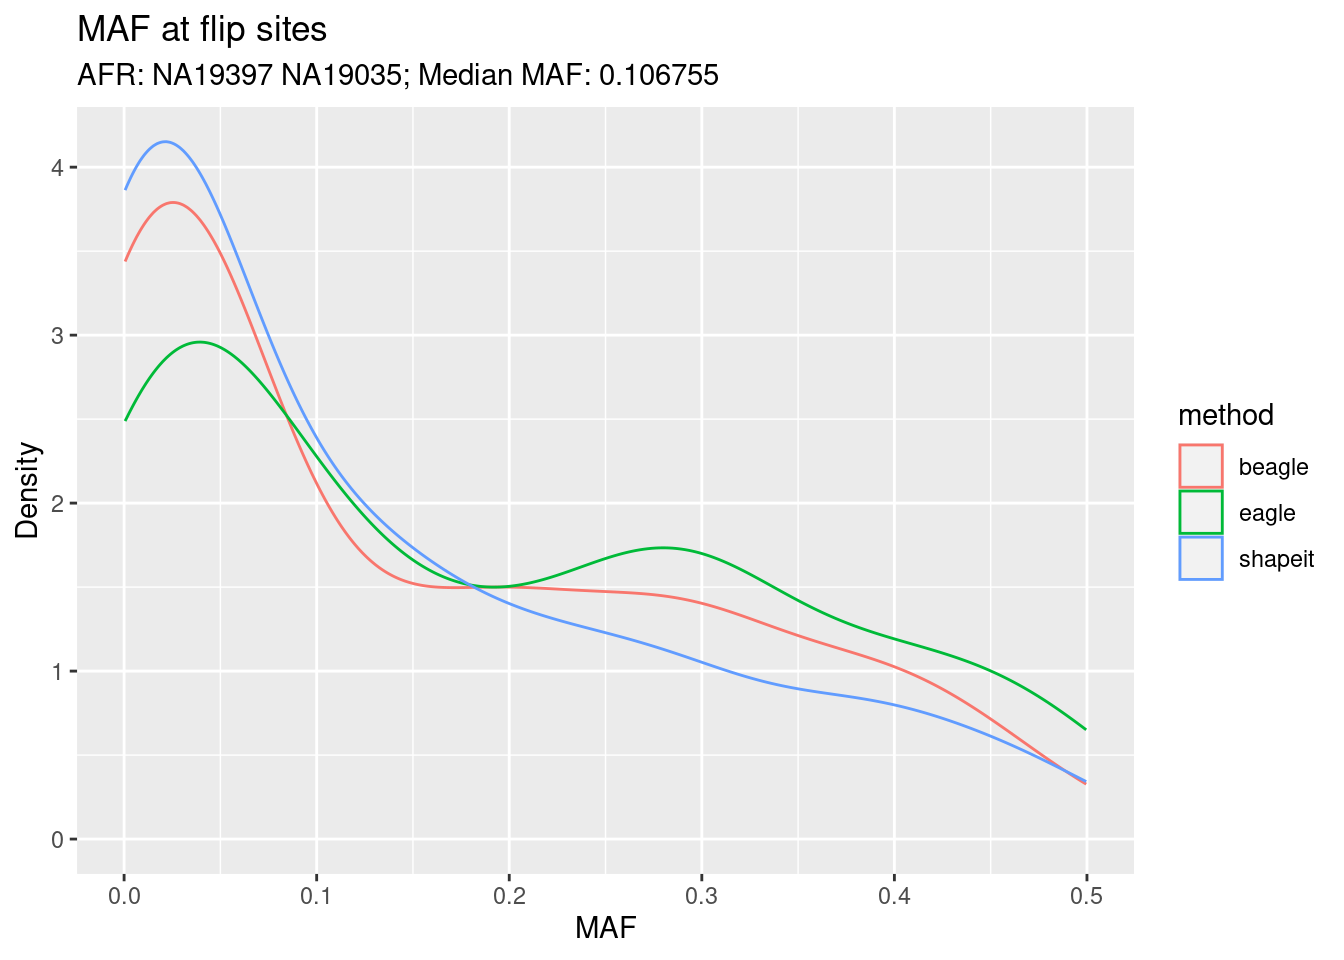 MAF at flip sites
AFR: NA19397 NA19035; Median MAF: 0.106755
4
3
2
1
0
Density
0.0 0.1 0.2 0.3 0.4 0.5
MAF
method
beagle
eagle
shapeit